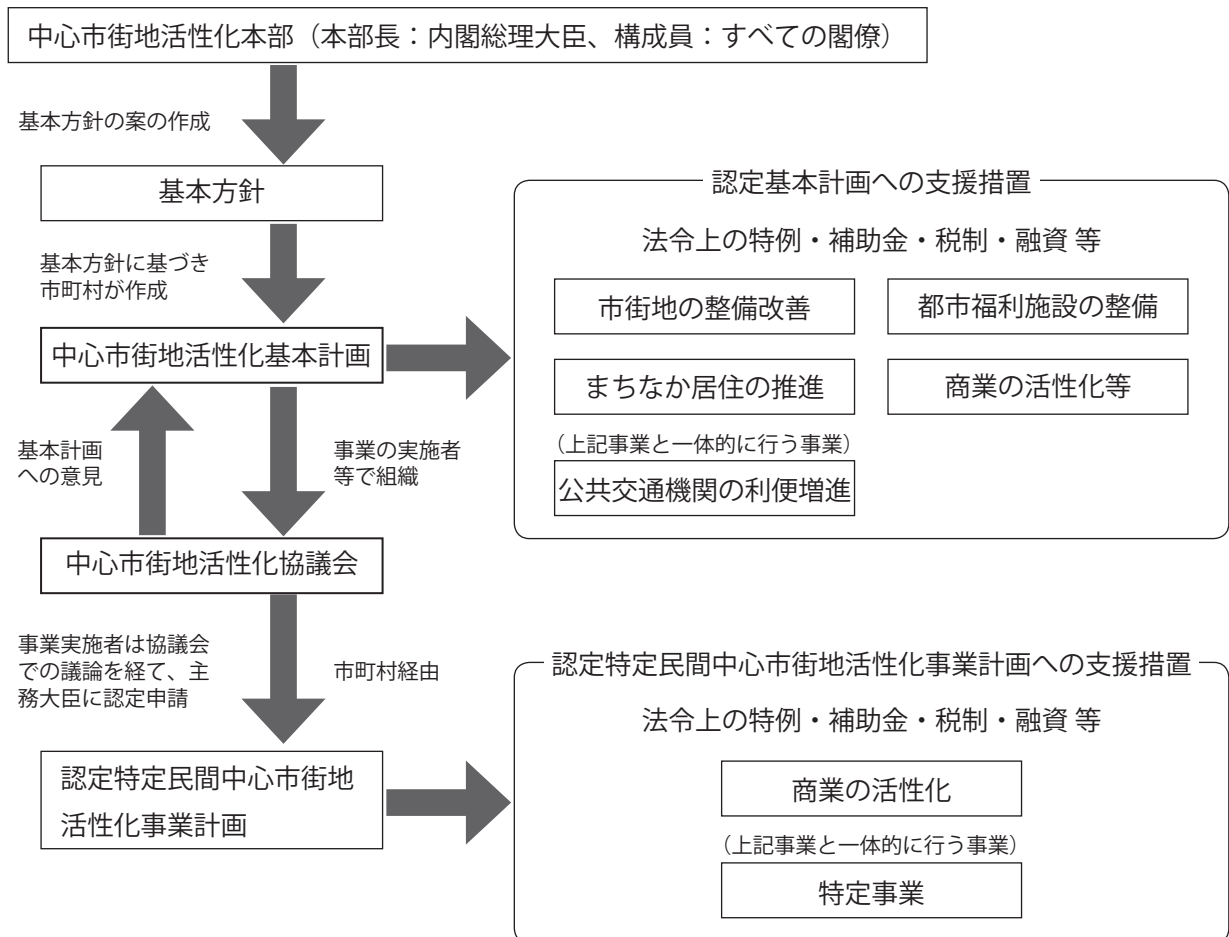 中心市街地活性化本部（本部長：内閣総理大臣、構成員：すべての閣僚）
基本方針の案の作成
基本方針
基本方針に基づき
市町村が作成
中心市街地活性化基本計画
基本計画
への意見
事業の実施者
等で組織
中心市街地活性化協議会
事業実施者は協議会
での議論を経て、主
務大臣に認定申請
市町村経由
認定特定民間中心市街地
活性化事業計画
認定基本計画への支援措置
法令上の特例・補助金・税制・融資 等
市街地の整備改善
都市福利施設の整備
まちなか居住の推進
商業の活性化等
（上記事業と一体的に行う事業）
公共交通機関の利便増進
認定特定民間中心市街地活性化事業計画への支援措置
法令上の特例・補助金・税制・融資 等
商業の活性化
（上記事業と一体的に行う事業）
特定事業